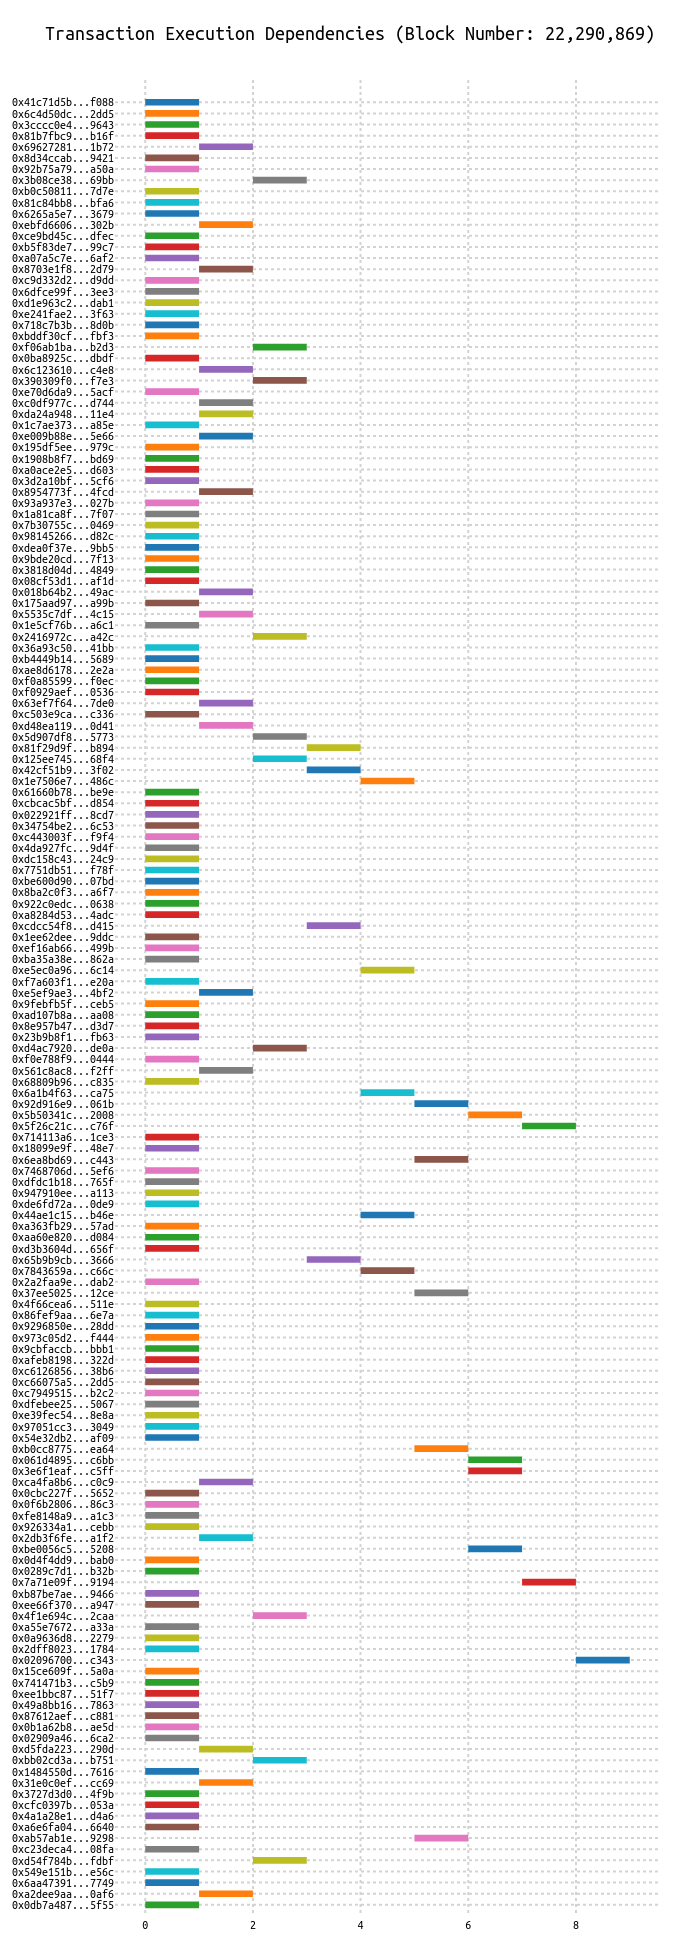 Transaction Execution Dependencies (Block Number: 22,290,869)
0x41c71d5b...f088
0x6c4d50dc...2dd5
0x3cccc0e4...9643
0x81b7fbc9...b16f
0x69627281...1b72
0x8d34ccab...9421
0x92b75a79...a50a
0x3b08ce38...69bb
0xb0c50811...7d7e
0x81c84bb8...bfa6
0x6265a5e7...3679
0xebfd6606...302b
0xce9bd45c...dfec
0xb5f83de7...99c7
0xa07a5c7e...6af2
0x8703e1f8...2d79
0xc9d332d2...d9dd
0x6dfce99f...3ee3
0xd1e963c2...dab1
0xe241fae2...3f63
0x718c7b3b...8d0b
0xbddf30cf...fbf3
0xf06ab1ba...b2d3
0x0ba8925c...dbdf
0x6c123610...c4e8
0x390309f0...f7e3
0xe70d6da9...5acf
0xc0df977c...d744
0xda24a948...11e4
0x1c7ae373...a85e
0xe009b88e...5e66
0x195df5ee...979c
0x1908b8f7...bd69
0xa0ace2e5...d603
0x3d2a10bf...5cf6
0x8954773f...4fcd
0x93a937e3...027b
0x1a81ca8f...7f07
0x7b30755c...0469
0x98145266...d82c
0xdea0f37e...9bb5
0x9bde20cd...7f13
0x3818d04d...4849
0x08cf53d1...af1d
0x018b64b2...49ac
0x175aad97...a99b
0x5535c7df...4c15
0x1e5cf76b...a6c1
0x2416972c...a42c
0x36a93c50...41bb
0xb4449b14...5689
0xae8d6178...2e2a
0xf0a85599...f0ec
0xf0929aef...0536
0x63ef7f64...7de0
0xc503e9ca...c336
0xd48ea119...0d41
0x5d907df8...5773
0x81f29d9f...b894
0x125ee745...68f4
0x42cf51b9...3f02
0x1e7506e7...486c
0x61660b78...be9e
0xcbcac5bf...d854
0x022921ff...8cd7
0x34754be2...6c53
0xc443003f...f9f4
0x4da927fc...9d4f
0xdc158c43...24c9
0x7751db51...f78f
0xbe600d90...07bd
0x8ba2c0f3...a6f7
0x922c0edc...0638
0xa8284d53...4adc
0xcdcc54f8...d415
0x1ee62dee...9ddc
0xef16ab66...499b
0xba35a38e...862a
0xe5ec0a96...6c14
0xf7a603f1...e20a
0xe5ef9ae3...4bf2
0x9febfb5f...ceb5
0xad107b8a...aa08
0x8e957b47...d3d7
0x23b9b8f1...fb63
0xd4ac7920...de0a
0xf0e788f9...0444
0x561c8ac8...f2ff
0x68809b96...c835
0x6a1b4f63...ca75
0x92d916e9...061b
0x5b50341c...2008
0x5f26c21c...c76f
0x714113a6...1ce3
0x18099e9f...48e7
0x6ea8bd69...c443
0x7468706d...5ef6
0xdfdc1b18...765f
0x947910ee...a113
0xde6fd72a...0de9
0x44ae1c15...b46e
0xa363fb29...57ad
0xaa60e820...d084
0xd3b3604d...656f
0x65b9b9cb...3666
0x7843659a...c66c
0x2a2faa9e...dab2
0x37ee5025...12ce
0x4f66cea6...511e
0x86fef9aa...6e7a
0x9296850e...28dd
0x973c05d2...f444
0x9cbfaccb...bbb1
0xafeb8198...322d
0xc6126856...38b6
0xc66075a5...2dd5
0xc7949515...b2c2
0xdfebee25...5067
0xe39fec54...8e8a
0x97051cc3...3049
0x54e32db2...af09
0xb0cc8775...ea64
0x061d4895...c6bb
0x3e6f1eaf...c5ff
0xca4fa8b6...c0c9
0x0cbc227f...5652
0x0f6b2806...86c3
0xfe8148a9...a1c3
0x926334a1...cebb
0x2db3f6fe...a1f2
0xbe0056c5...5208
0x0d4f4dd9...bab0
0x0289c7d1...b32b
0x7a71e09f...9194
0xb87be7ae...9466
0xee66f370...a947
0x4f1e694c...2caa
0xa55e7672...a33a
0x0a9636d8...2279
0x2dff8023...1784
0x02096700...c343
0x15ce609f...5a0a
0x741471b3...c5b9
0xee1bbc87...51f7
0x49a8bb16...7863
0x87612aef...c881
0x0b1a62b8...ae5d
0x02909a46...6ca2
0xd5fda223...290d
0xbb02cd3a...b751
0x1484550d...7616
0x31e0c0ef...cc69
0x3727d3d0...4f9b
0xcfc0397b...053a
0x4a1a28e1...d4a6
0xa6e6fa04...6640
0xab57ab1e...9298
0xc23deca4...08fa
0xd54f784b...fdbf
0x549e151b...e56c
0x6aa47391...7749
0xa2dee9aa...0af6
0x0db7a487...5f55
0 2 4 6 8